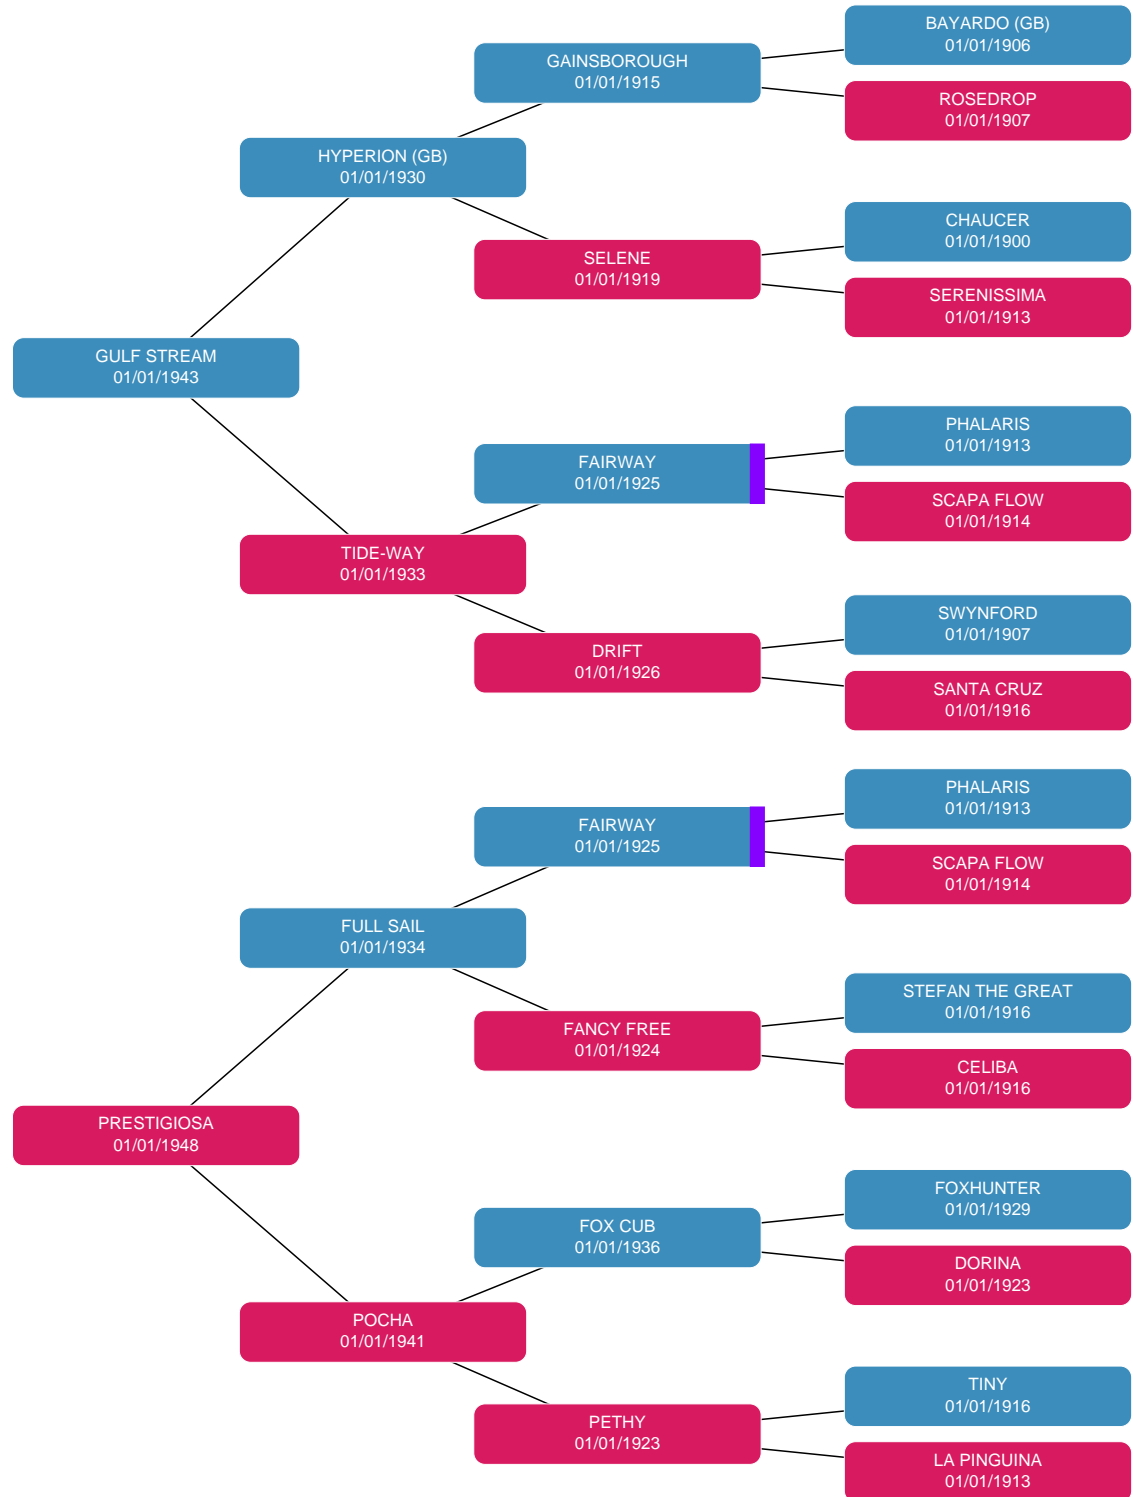 BAYARDO (GB)
01/01/1906
GAINSBOROUGH
01/01/1915
ROSEDROP
01/01/1907
HYPERION (GB)
01/01/1930
CHAUCER
01/01/1900
SELENE
01/01/1919
SERENISSIMA
01/01/1913
GULF STREAM
01/01/1943
PHALARIS
01/01/1913
FAIRWAY
01/01/1925
SCAPA FLOW
01/01/1914
TIDE-WAY
01/01/1933
SWYNFORD
01/01/1907
DRIFT
01/01/1926
SANTA CRUZ
01/01/1916
PHALARIS
01/01/1913
FAIRWAY
01/01/1925
SCAPA FLOW
01/01/1914
FULL SAIL
01/01/1934
STEFAN THE GREAT
01/01/1916
FANCY FREE
01/01/1924
CELIBA
01/01/1916
PRESTIGIOSA
01/01/1948
FOXHUNTER
01/01/1929
FOX CUB
01/01/1936
DORINA
01/01/1923
POCHA
01/01/1941
TINY
01/01/1916
PETHY
01/01/1923
LA PINGUINA
01/01/1913